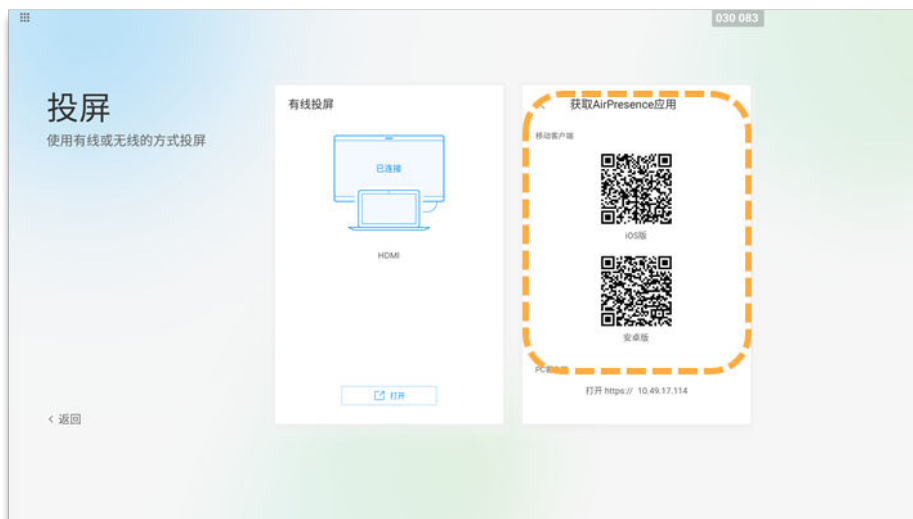 030 083
投屏
使用有线或无线的方式投屏
有线投屏
已连接
HDMI
打开
获取AirPresence应用
移动客户端
iOS版
安卓版
打开 https:// 10.49.17.114
< 返回